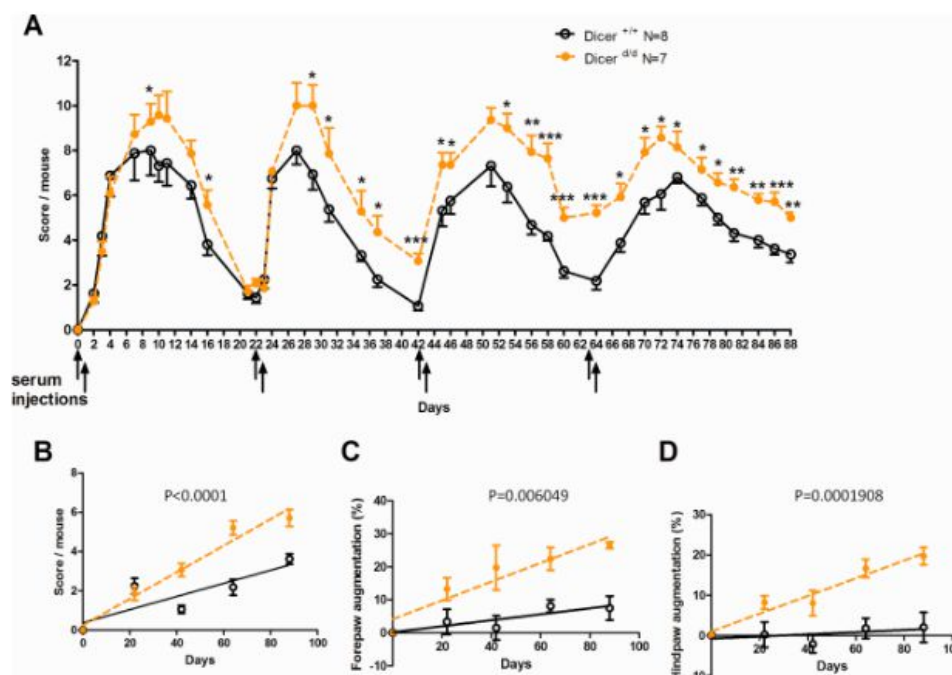 A
Dicer +/+ N=8
Dicer d/d N=7
Score / mouse
12
10
8
6
4
2
0
* * * * * * *** * * * ** *** *** *** * * * * * * ** ** *** **
0 2 4 6 8 10 12 14 16 18 20 22 24 26 28 30 32 34 36 38 40 42 44 46 48 50 52 54 56 58 60 62 64 66 68 70 72 74 76 78 80 82 84 86 88
serum
injections
Days
B
P<0.0001
Score / mouse
8
6
4
2
0
0 20 40 60 80 100
Days
C
P=0.006049
Forepaw augmentation (%)
40
30
20
10
0
-10
20 40 60 80 100
Days
D
P=0.0001908
Hindpaw augmentation (%)
30
20
10
0
-10
20 40 60 80 100
Days